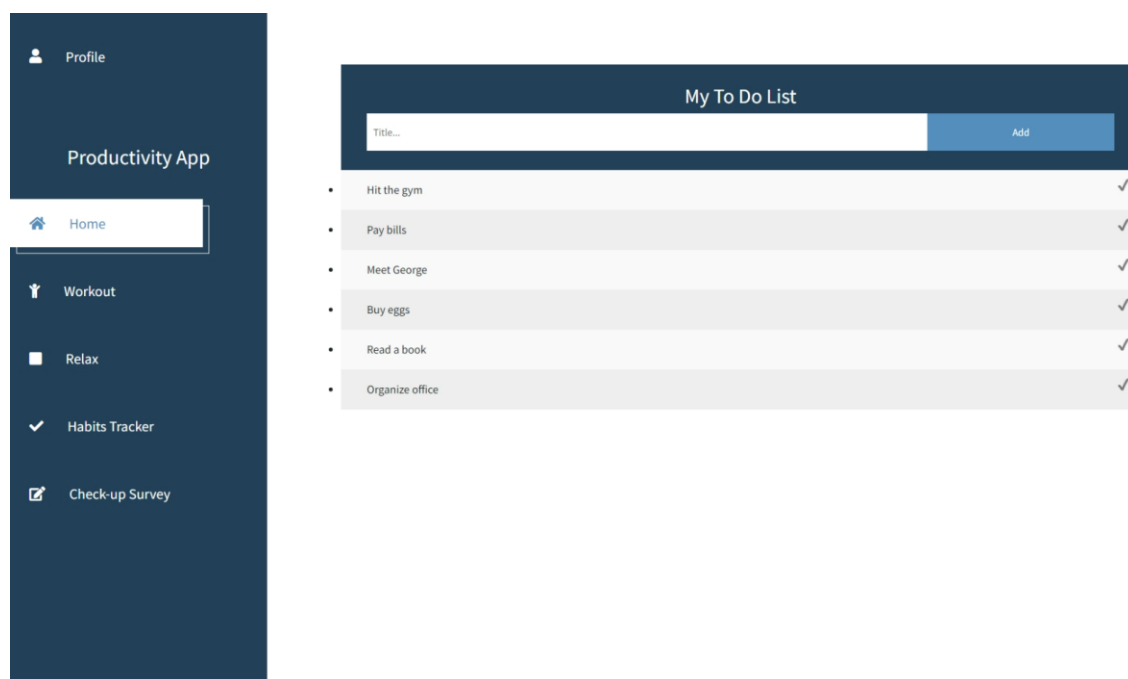 Profile
Productivity App
Home
Workout
Relax
Habits Tracker
Check-up Survey
My To Do List
Title...
Add
Hit the gym
Pay bills
Meet George
Buy eggs
Read a book
Organize office